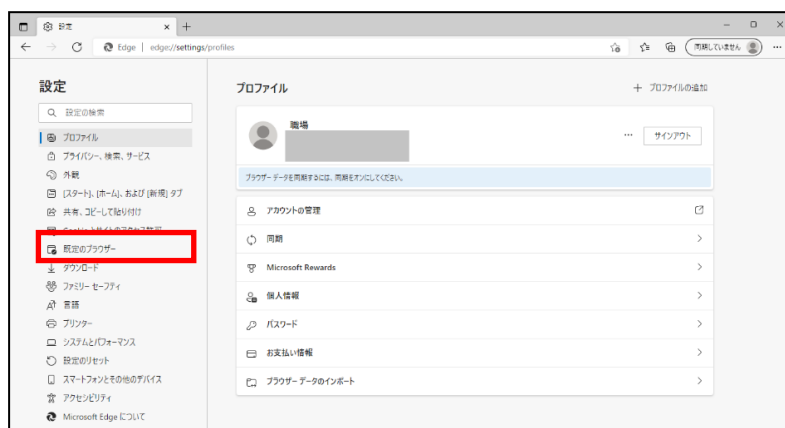 設定
Edge | edge://settings/profiles
同期していません
設定
設定の検索
プロファイル
プライバシー、検索、サービス
外観
[スタート]、[ホーム]、および [新規] タブ
共有、コピーして貼り付け
既定のブラウザー
ダウンロード
ファミリー セーフティ
言語
プリンター
システムとパフォーマンス
設定のリセット
スマートフォンとその他のデバイス
アクセシビリティ
Microsoft Edge について
プロファイル
プロファイルの追加
職場
サインアウト
ブラウザー データを同期するには、同期をオンにしてください。
アカウントの管理
同期
Microsoft Rewards
個人情報
パスワード
お支払い情報
ブラウザー データのインポート